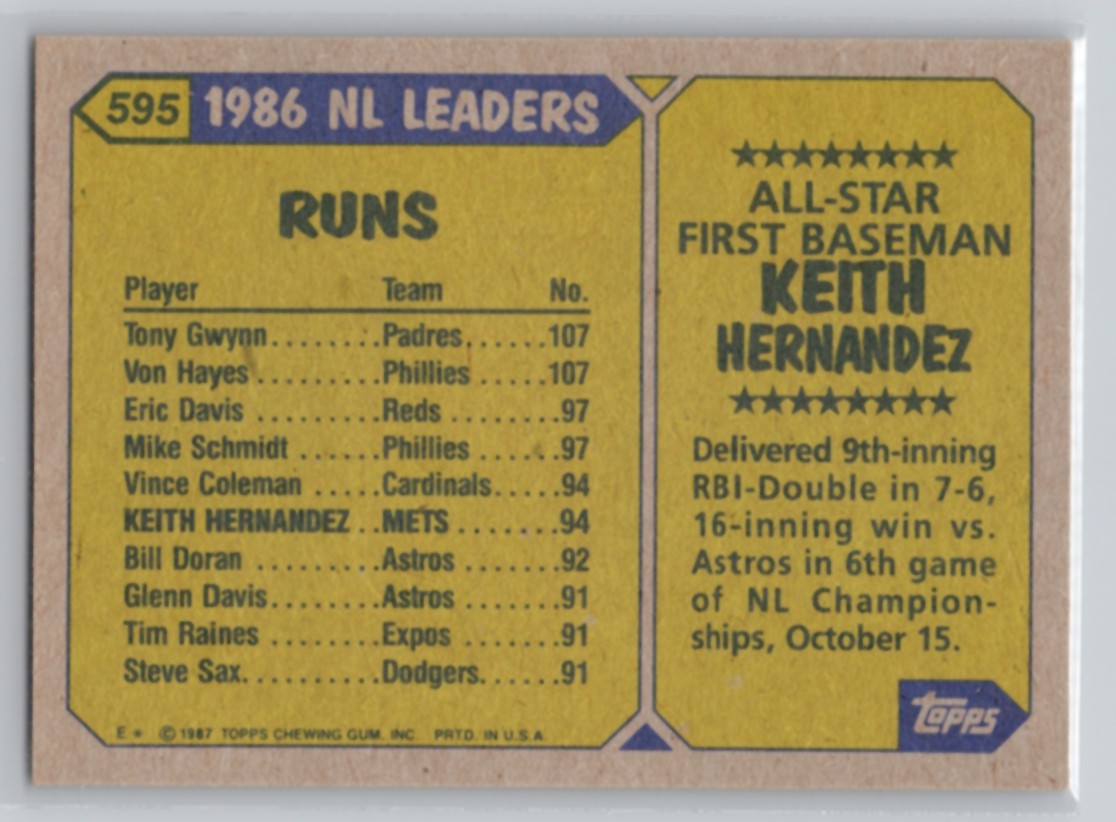 595 1986 NL LEADERS
RUNS
Player Team No.
Tony Gwynn........Padres......107
Von Hayes.........Phillies.....107
Eric Davis .........Reds ........97
Mike Schmidt ......Phillies......97
Vince Coleman .....Cardinals.....94
KEITH HERNANDEZ..METS.......94
Bill Doran .........Astros .......92
Glenn Davis........Astros .......91
Tim Raines ........Expos .......91
Steve Sax..........Dodgers......91
E* ©1987 TOPPS CHEWING GUM, INC. PRTD. IN U.S.A.
★★★★★★★★
ALL-STAR
FIRST BASEMAN
KEITH
HERNANDEZ
★★★★★★★★
Delivered 9th-inning
RBI-Double in 7-6,
16-inning win vs.
Astros in 6th game
of NL Champion-
ships, October 15.
topps